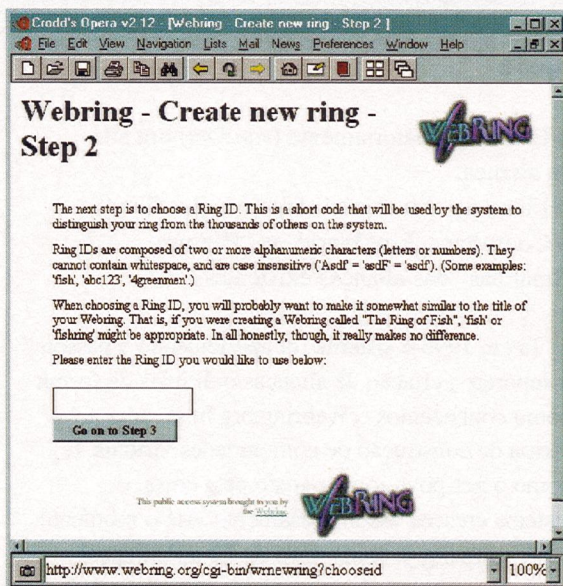 Crodd's Opera v2.12 - [Webring - Create new ring - Step 2 ]
File Edit View Navigation Lists Mail News Preferences Window Help
Webring - Create new ring -
Step 2
WEBRING
The next step is to choose a Ring ID. This is a short code that will be used by the system to
distinguish your ring from the thousands of others on the system.
Ring IDs are composed of two or more alphanumeric characters (letters or numbers). They
cannot contain whitespace, and are case insensitive ('Asdf' = 'asdF' = 'asdf'). (Some examples:
'fish', 'abc123', '4greenmen'.)
When choosing a Ring ID, you will probably want to make it somewhat similar to the title of
your Webring. That is, if you were creating a Webring called "The Ring of Fish", 'fish' or
'fishring' might be appropriate. In all honestly, though, it really makes no difference.
Please enter the Ring ID you would like to use below:
Go on to Step 3
This public access system brought to you by
the Webring.
WEBRING
http://www.webring.org/cgi-bin/wrnewring?chooseid
100%